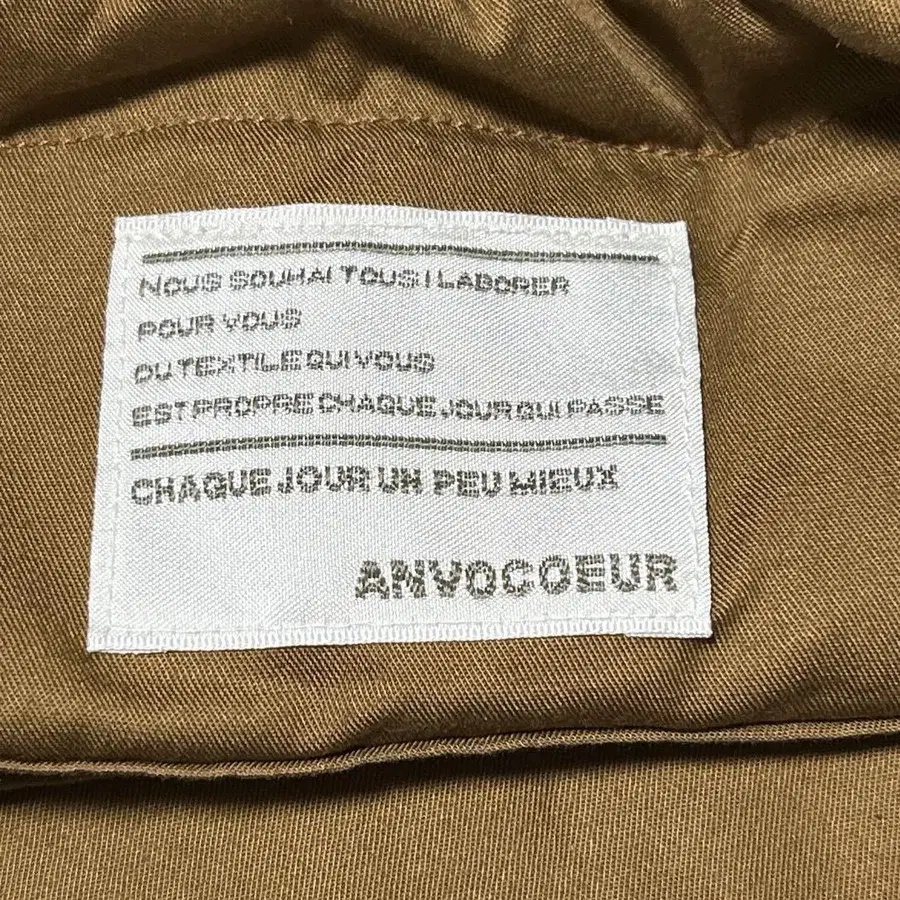 NOUS SOUHAI TOUSI LABORER
POUR VOUS
DU TEXTILE QUI VOUS
EST PROPRE CHAQUE JOUR QUI PASSE
CHAQUE JOUR UN PEU MIEUX
ANVOCOEUR